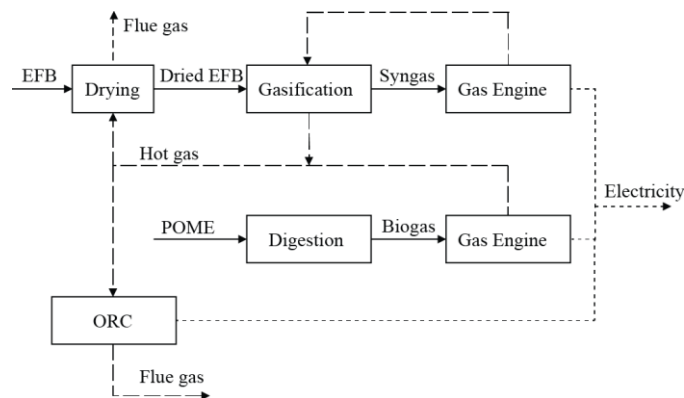 Flue gas
EFB
Drying
Dried EFB
Gasification
Syngas
Gas Engine
Hot gas
Electricity
POME
Digestion
Biogas
Gas Engine
ORC
Flue gas